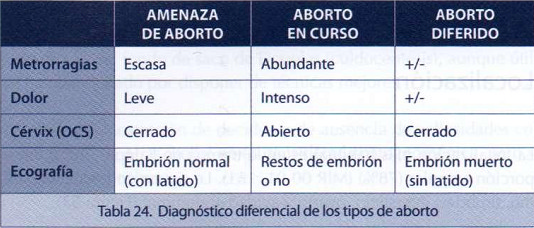 AMENAZA DE ABORTO ABORTO EN CURSO ABORTO DIFERIDO
Metrorragias Escasa Abundante +/-
Dolor Leve Intenso +/-
Cérvix (OCS) Cerrado Abierto Cerrado
Ecografía Embrión normal (con latido) Restos de embrión o no Embrión muerto (sin latido)
Tabla 24. Diagnóstico diferencial de los tipos de aborto